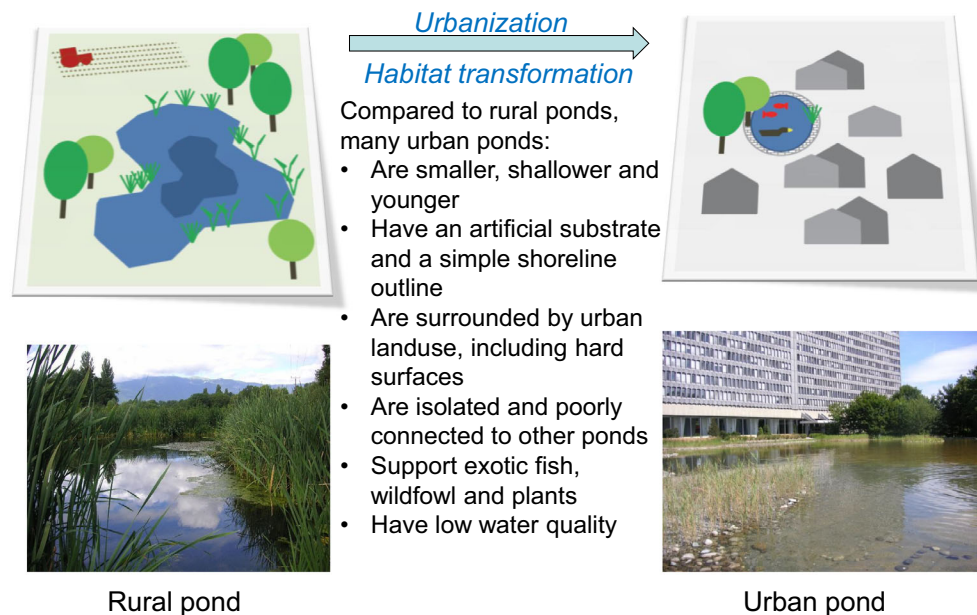 Urbanization
Habitat transformation
Compared to rural ponds,
many urban ponds:
• Are smaller, shallower and
younger
• Have an artificial substrate
and a simple shoreline
outline
• Are surrounded by urban
landuse, including hard
surfaces
• Are isolated and poorly
connected to other ponds
• Support exotic fish,
wildfowl and plants
• Have low water quality
Rural pond
Urban pond